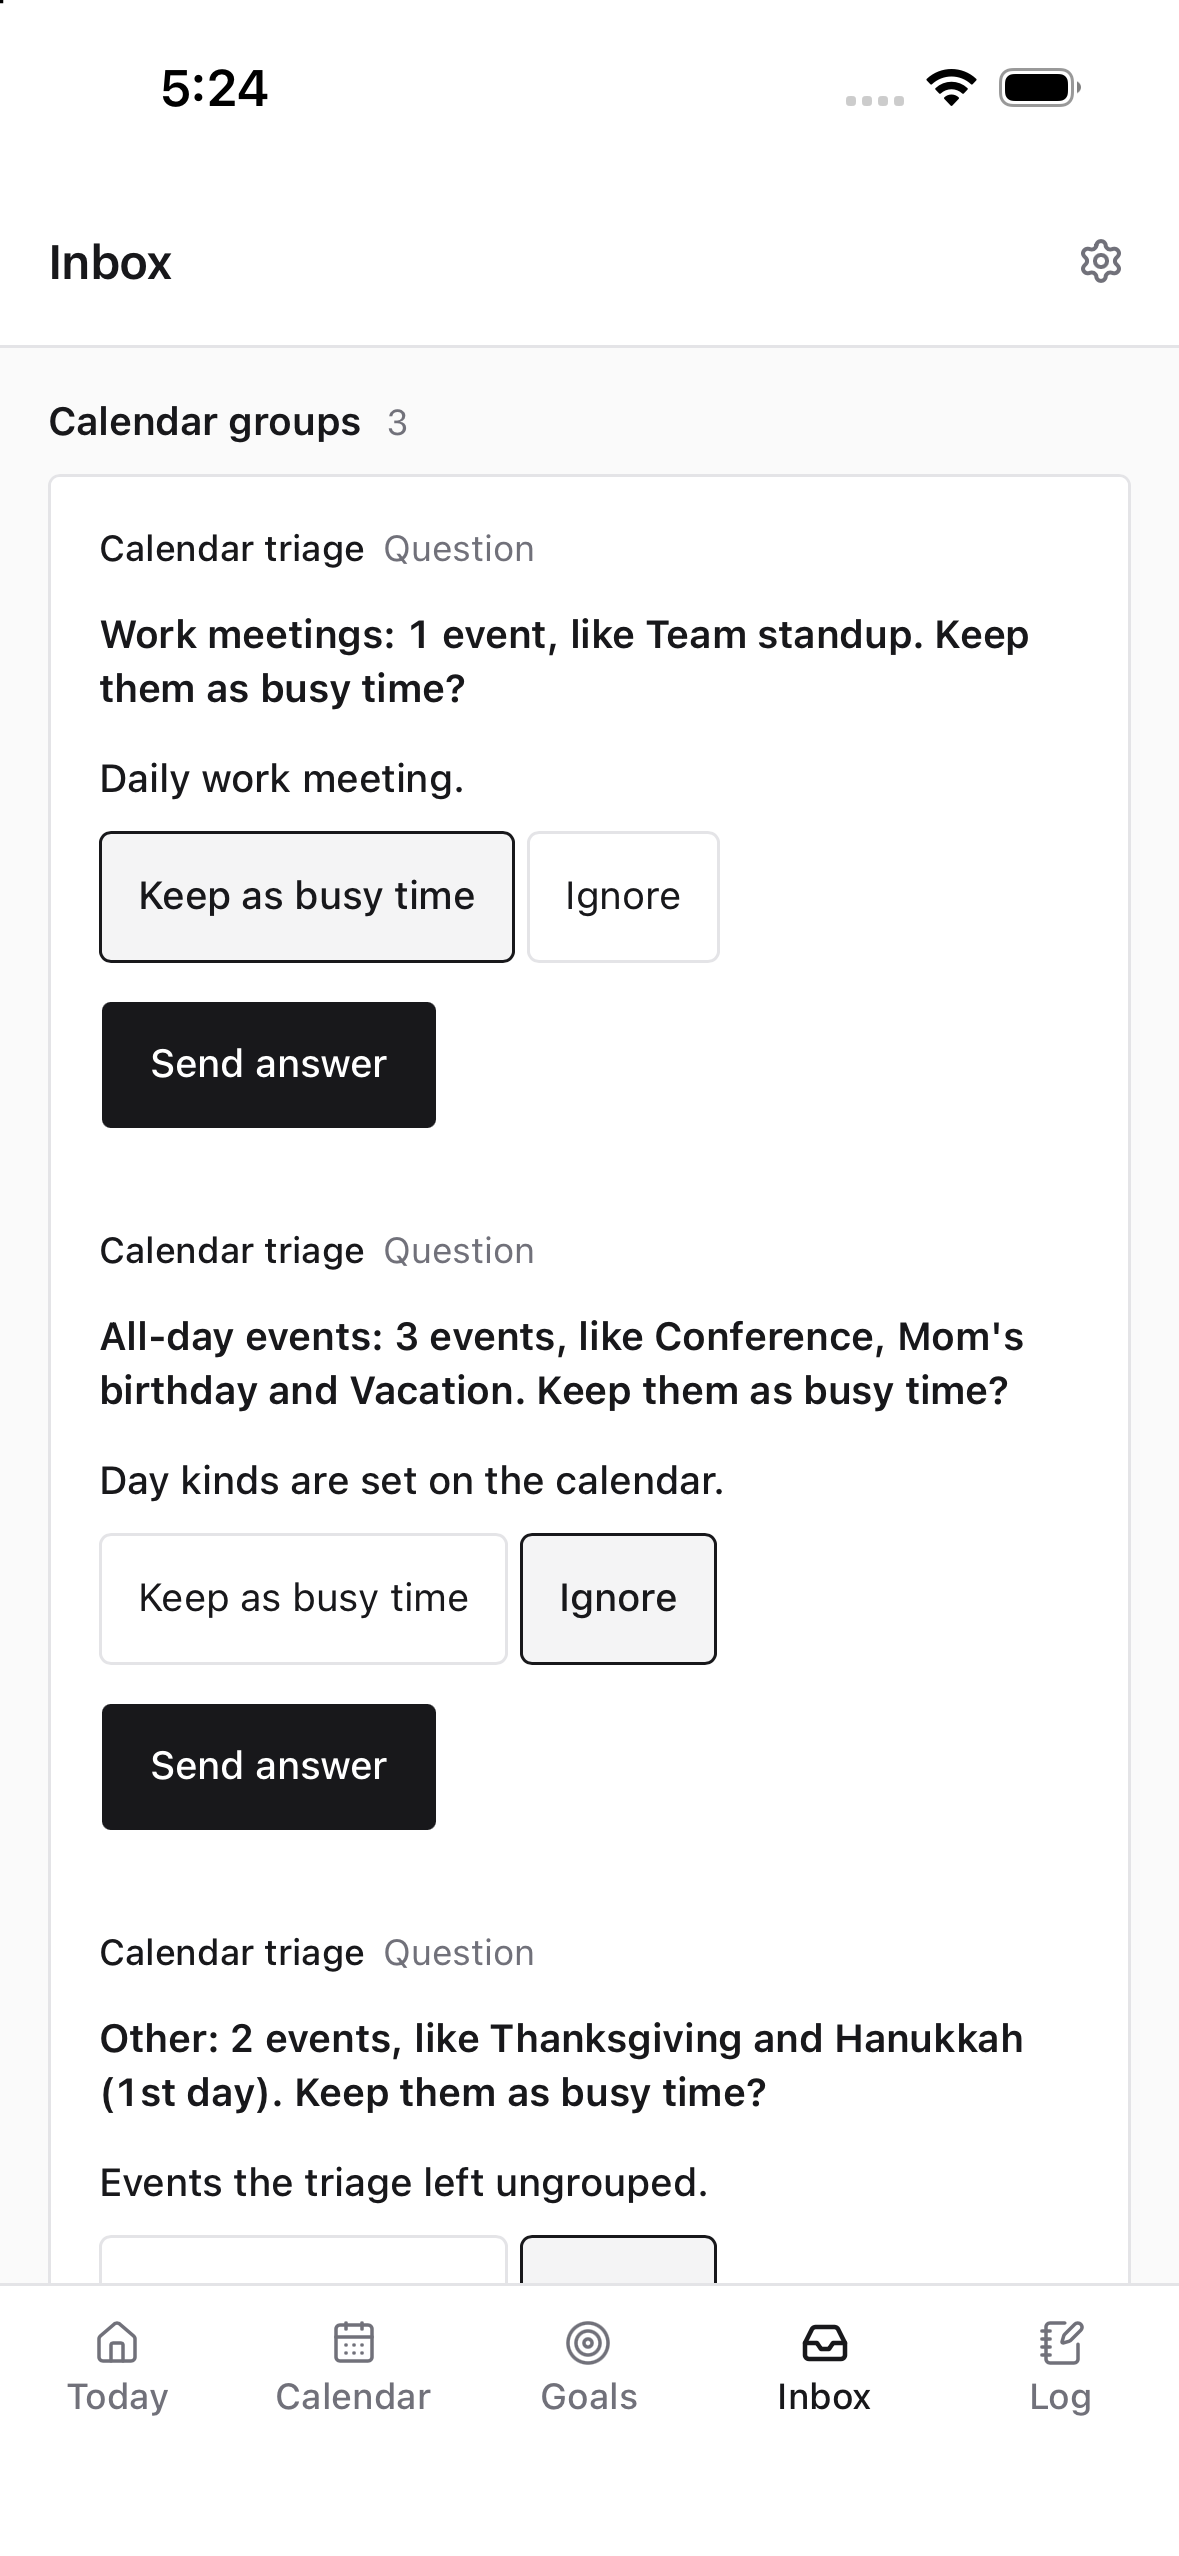 5:24
Inbox
Calendar groups 3
Calendar triage Question
Work meetings: 1 event, like Team standup. Keep
them as busy time?
Daily work meeting.
Keep as busy time Ignore
Send answer
Calendar triage Question
All-day events: 3 events, like Conference, Mom's
birthday and Vacation. Keep them as busy time?
Day kinds are set on the calendar.
Keep as busy time Ignore
Send answer
Calendar triage Question
Other: 2 events, like Thanksgiving and Hanukkah
(1st day). Keep them as busy time?
Events the triage left ungrouped.
Today Calendar Goals Inbox Log